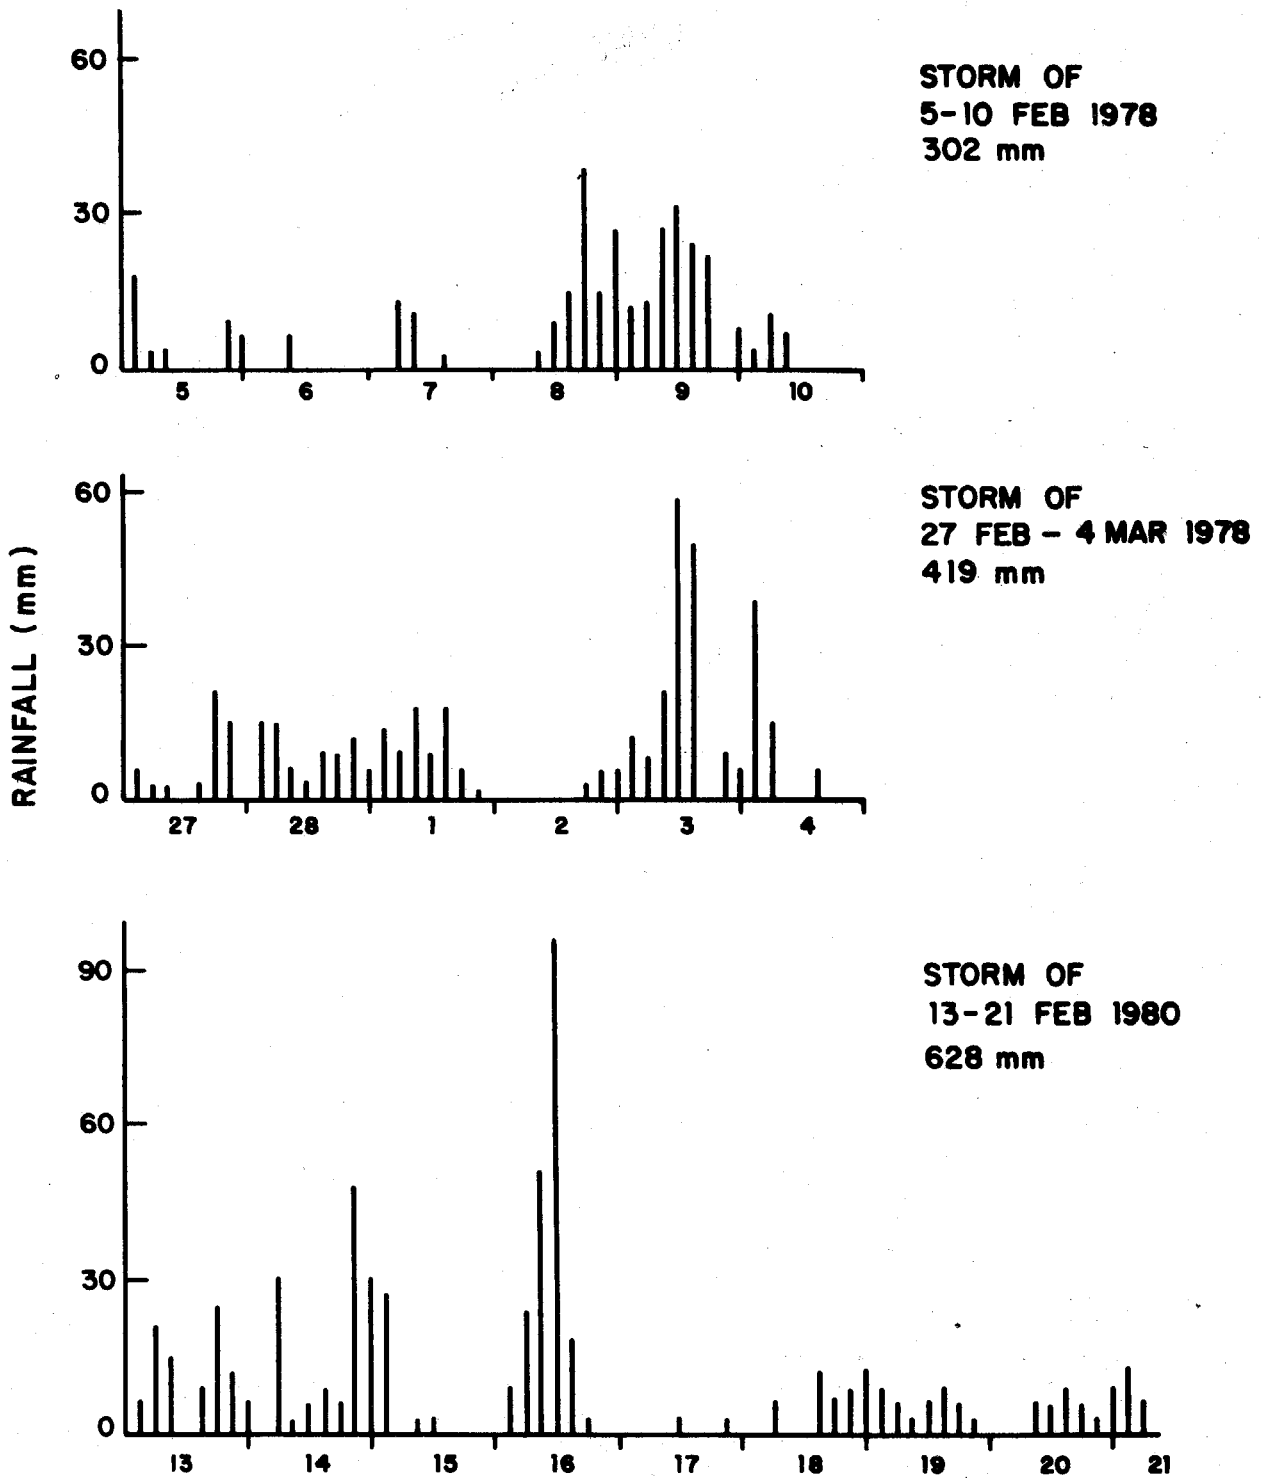 60
30
0
5 6 7 8 9 10
STORM OF
5-10 FEB 1978
302 mm
RAINFALL (mm)
60
30
0
27 28 1 2 3 4
STORM OF
27 FEB - 4 MAR 1978
419 mm
90
60
30
0
13 14 15 16 17 18 19 20 21
STORM OF
13-21 FEB 1980
628 mm